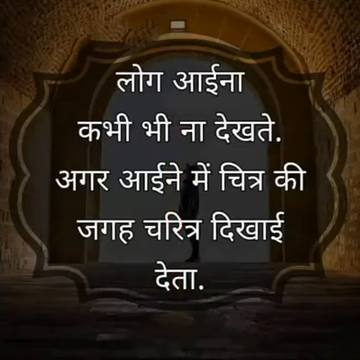 लोग आईना
कभी भी ना देखते.
अगर आईने में चित्र की
जगह चरित्र दिखाई
देता.